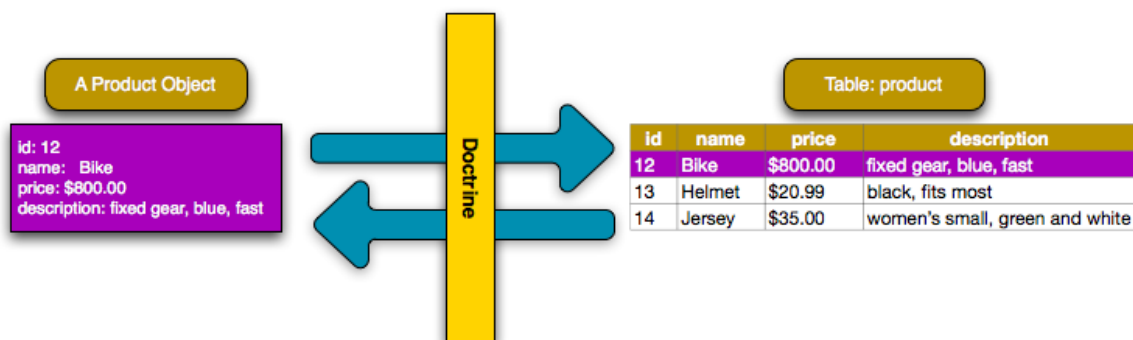 A Product Object
id: 12
name: Bike
price: $800.00
description: fixed gear, blue, fast
Doctrine
Table: product
id name price description
12 Bike $800.00 fixed gear, blue, fast
13 Helmet $20.99 black, fits most
14 Jersey $35.00 women's small, green and white